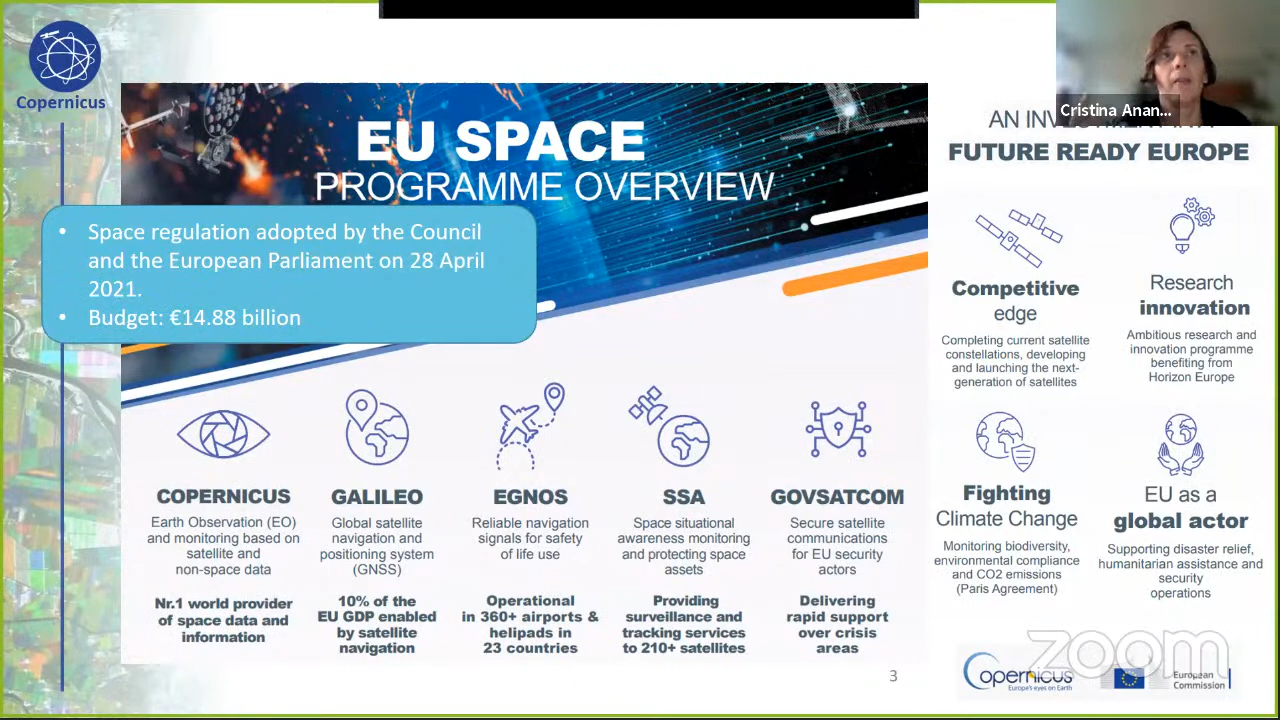 Copernicus
Cristina Anan...
EU SPACE
PROGRAMME OVERVIEW
• Space regulation adopted by the Council
and the European Parliament on 28 April
2021.
• Budget: €14.88 billion
COPERNICUS
Earth Observation (EO)
and monitoring based on
satellite and
non-space data
Nr.1 world provider
of space data and
information
GALILEO
Global satellite
navigation and
positioning system
(GNSS)
10% of the
EU GDP enabled
by satellite
navigation
EGNOS
Reliable navigation
signals for safety
of life use
Operational
in 360+ airports &
helipads in
23 countries
SSA
Space situational
awareness monitoring
and protecting space
assets
Providing
surveillance and
tracking services
to 210+ satellites
GOVSATCOM
Secure satellite
communications
for EU security
actors
Delivering
rapid support
over crisis
areas
AN
FUTURE READY EUROPE
Competitive
edge
Completing current satellite
constellations, developing
and launching the next-
generation of satellites
Research
innovation
Ambitious research and
innovation programme
benefiting from
Horizon Europe
Fighting
Climate Change
Monitoring biodiversity,
environmental compliance
and CO2 emissions
(Paris Agreement)
EU as a
global actor
Supporting disaster relief,
humanitarian assistance and
security
operations
3
Copernicus
Europe's eyes on Earth
European
Commission
zoom